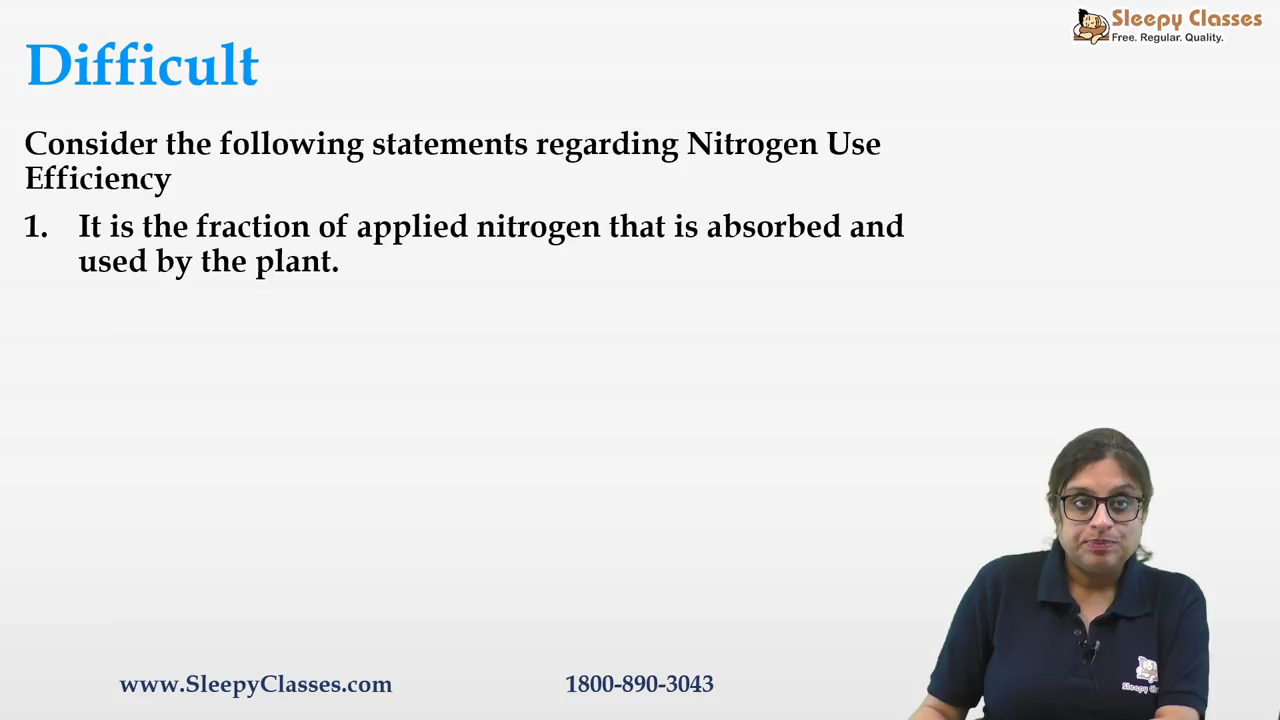 Sleepy Classes
Free. Regular. Quality.
Difficult
Consider the following statements regarding Nitrogen Use
Efficiency
1. It is the fraction of applied nitrogen that is absorbed and
used by the plant.
www.SleepyClasses.com
1800-890-3043